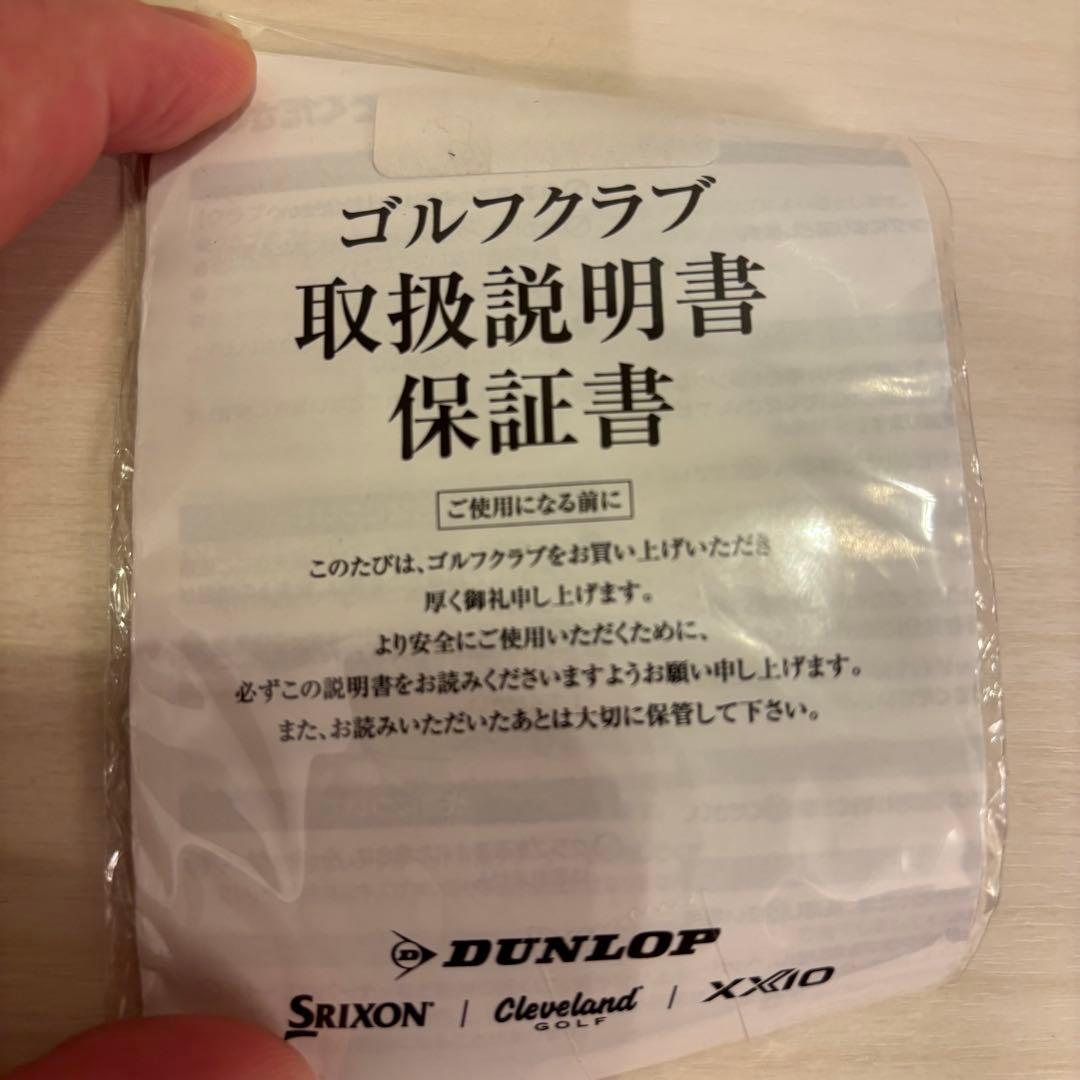 ゴルフクラブ
取扱説明書
保証書
ご使用になる前に
このたびは、ゴルフクラブをお買い上げいただき
厚く御礼申し上げます。
より安全にご使用いただくために、
必ずこの説明書をお読みくださいますようお願い申し上げます。
また、お読みいただいたあとは大切に保管して下さい。
D DUNLOP
SRIXON / Cleveland GOLF / XXIO